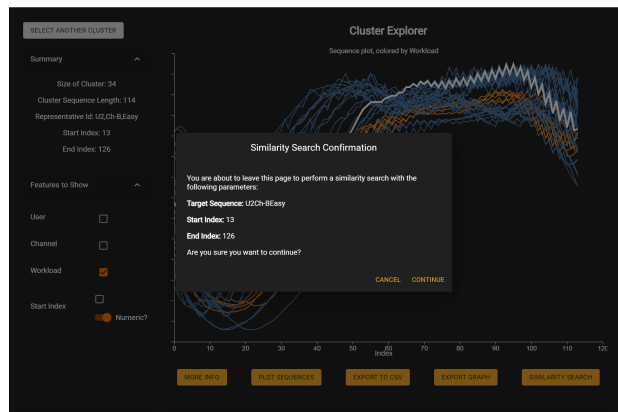 SELECT ANOTHER CLUSTER
Cluster Explorer
Sequence plot, colored by Workload
Summary
Size of Cluster: 34
Cluster Sequence Length: 114
Representative Id: U2,Ch-B,Easy
Start Index: 13
End Index: 126
Features to Show
User
Channel
Workload
Start Index
Numeric?
Similarity Search Confirmation
You are about to leave this page to perform a similarity search with the
following parameters:
Target Sequence: U2Ch-BEasy
Start Index: 13
End Index: 126
Are you sure you want to continue?
CANCEL CONTINUE
0 10 20 30 40 50 60 70 80 90 100 110 120
Index
MORE INFO PLOT SEQUENCES EXPORT TO CSV EXPORT GRAPH SIMILARITY SEARCH